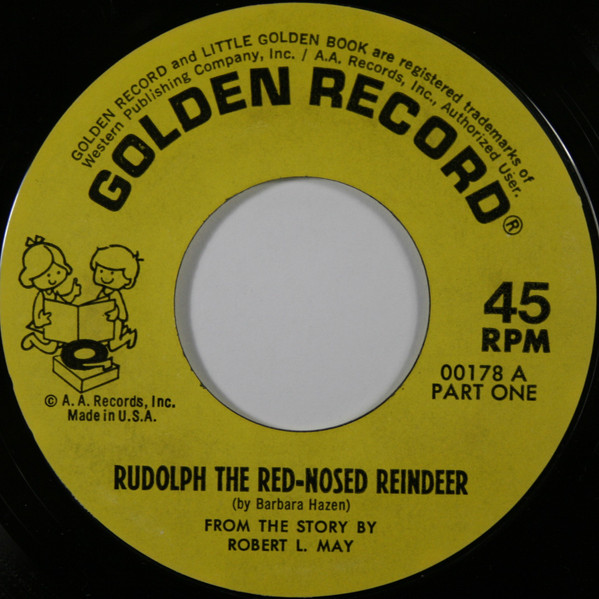 GOLDEN RECORD and LITTLE GOLDEN BOOK are registered trademarks of
Western Publishing Company, Inc. / A.A. Records, Inc., Authorized User.
GOLDEN RECORD®
45
RPM
00178 A
PART ONE
© A. A. Records, Inc.
Made in U.S.A.
RUDOLPH THE RED-NOSED REINDEER
(by Barbara Hazen)
FROM THE STORY BY
ROBERT L. MAY